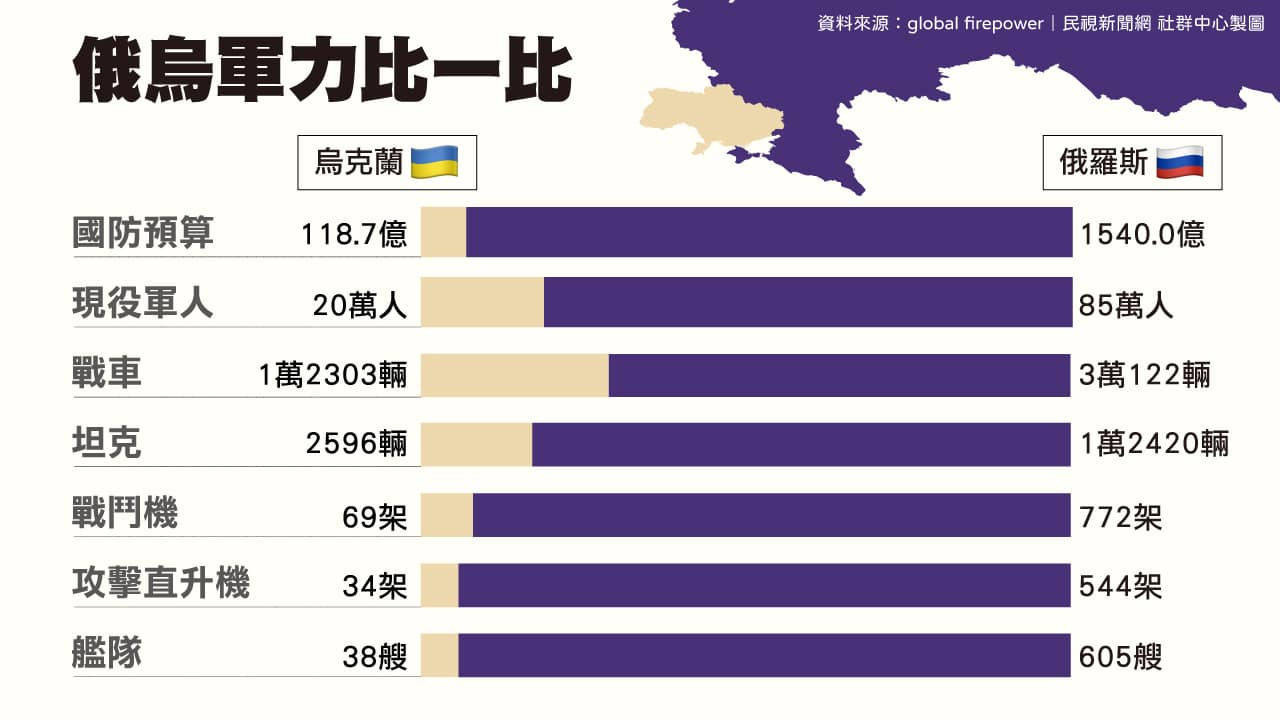 資料來源：global firepower｜民視新聞網 社群中心製圖
俄烏軍力比一比
烏克蘭
俄羅斯
國防預算 118.7億 1540.0億
現役軍人 20萬人 85萬人
戰車 1萬2303輛 3萬122輛
坦克 2596輛 1萬2420輛
戰鬥機 69架 772架
攻擊直升機 34架 544架
艦隊 38艘 605艘